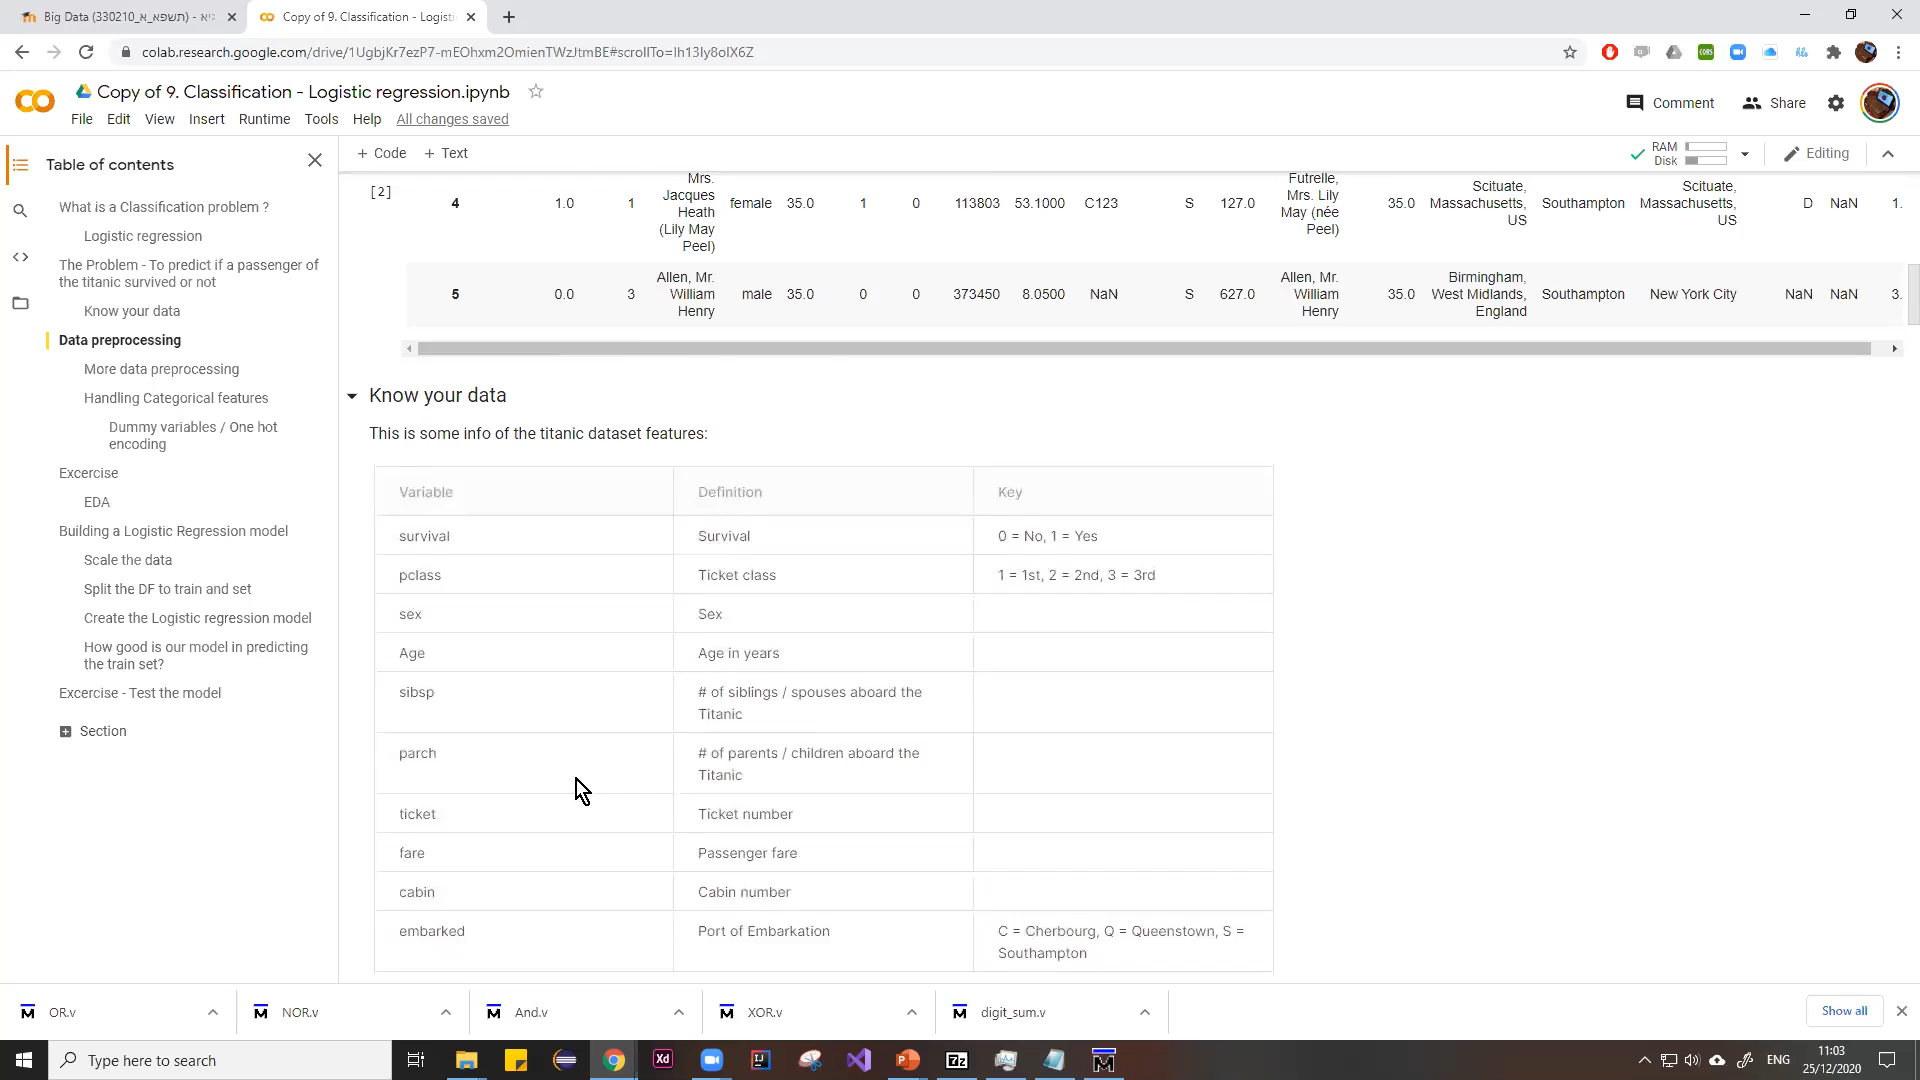 Big Data (330210_תשפא_א) - ניא
Copy of 9. Classification - Logisti
colab.research.google.com/drive/1UgbjKr7ezP7-mEOhxm2OmienTWzJtmBE#scrollTo=lh13Iy8oIX6Z
Copy of 9. Classification - Logistic regression.ipynb
Comment
Share
File Edit View Insert Runtime Tools Help All changes saved
Table of contents
+ Code + Text
RAM
Disk
Editing
What is a Classification problem ?
Logistic regression
The Problem - To predict if a passenger of
the titanic survived or not
Know your data
Data preprocessing
More data preprocessing
Handling Categorical features
Dummy variables / One hot
encoding
Excercise
EDA
Building a Logistic Regression model
Scale the data
Split the DF to train and set
Create the Logistic regression model
How good is our model in predicting
the train set?
Excercise - Test the model
Section
[2]
4 1.0 1 Mrs. Jacques Heath (Lily May Peel) female 35.0 1 0 113803 53.1000 C123 S 127.0 Futrelle, Mrs. Lily May (née Peel) 35.0 Scituate, Massachusetts, US Southampton Scituate, Massachusetts, US D NaN 1.
5 0.0 3 Allen, Mr. William Henry male 35.0 0 0 373450 8.0500 NaN S 627.0 Allen, Mr. William Henry 35.0 Birmingham, West Midlands, England Southampton New York City NaN NaN 3.
Know your data
This is some info of the titanic dataset features:
Variable Definition Key
survival Survival 0 = No, 1 = Yes
pclass Ticket class 1 = 1st, 2 = 2nd, 3 = 3rd
sex Sex
Age Age in years
sibsp # of siblings / spouses aboard the
Titanic
parch # of parents / children aboard the
Titanic
ticket Ticket number
fare Passenger fare
cabin Cabin number
embarked Port of Embarkation C = Cherbourg, Q = Queenstown, S =
Southampton
OR.v
NOR.v
And.v
XOR.v
digit_sum.v
Show all
Type here to search
ENG
11:03
25/12/2020